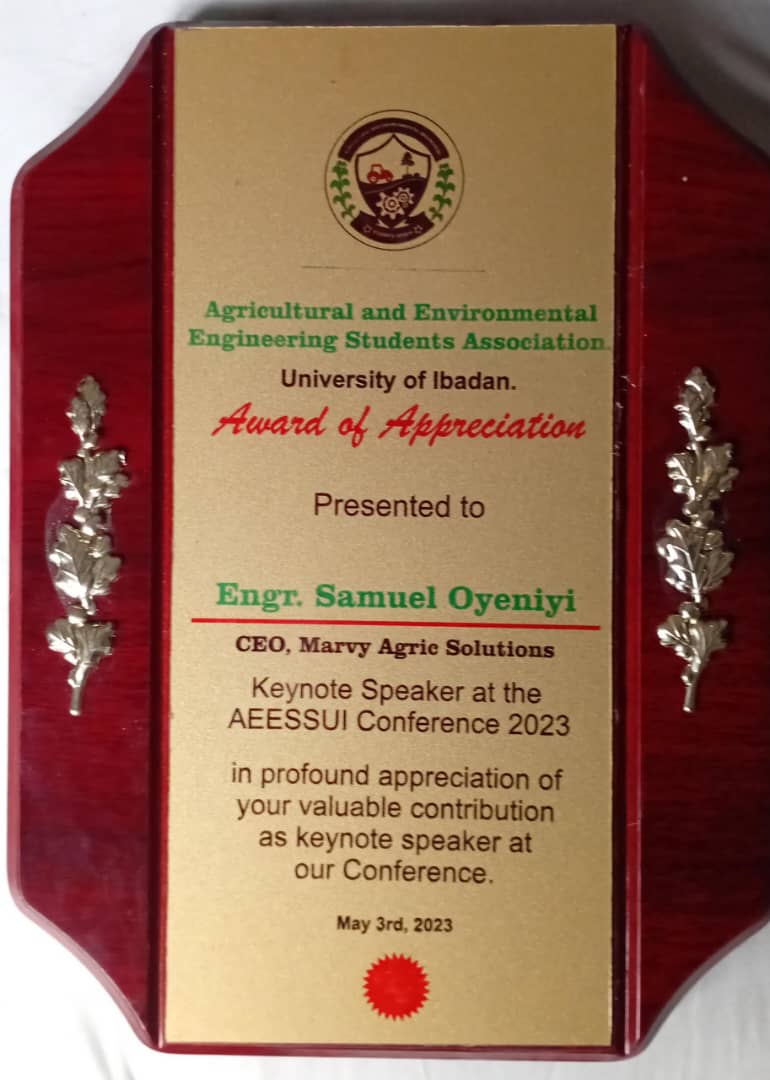 Agricultural and Environmental
Engineering Students Association.
University of Ibadan.
Award of Appreciation
Presented to
Engr. Samuel Oyeniyi
CEO, Marvy Agric Solutions
Keynote Speaker at the
AEESSUI Conference 2023
in profound appreciation of
your valuable contribution
as keynote speaker at
our Conference.
May 3rd, 2023